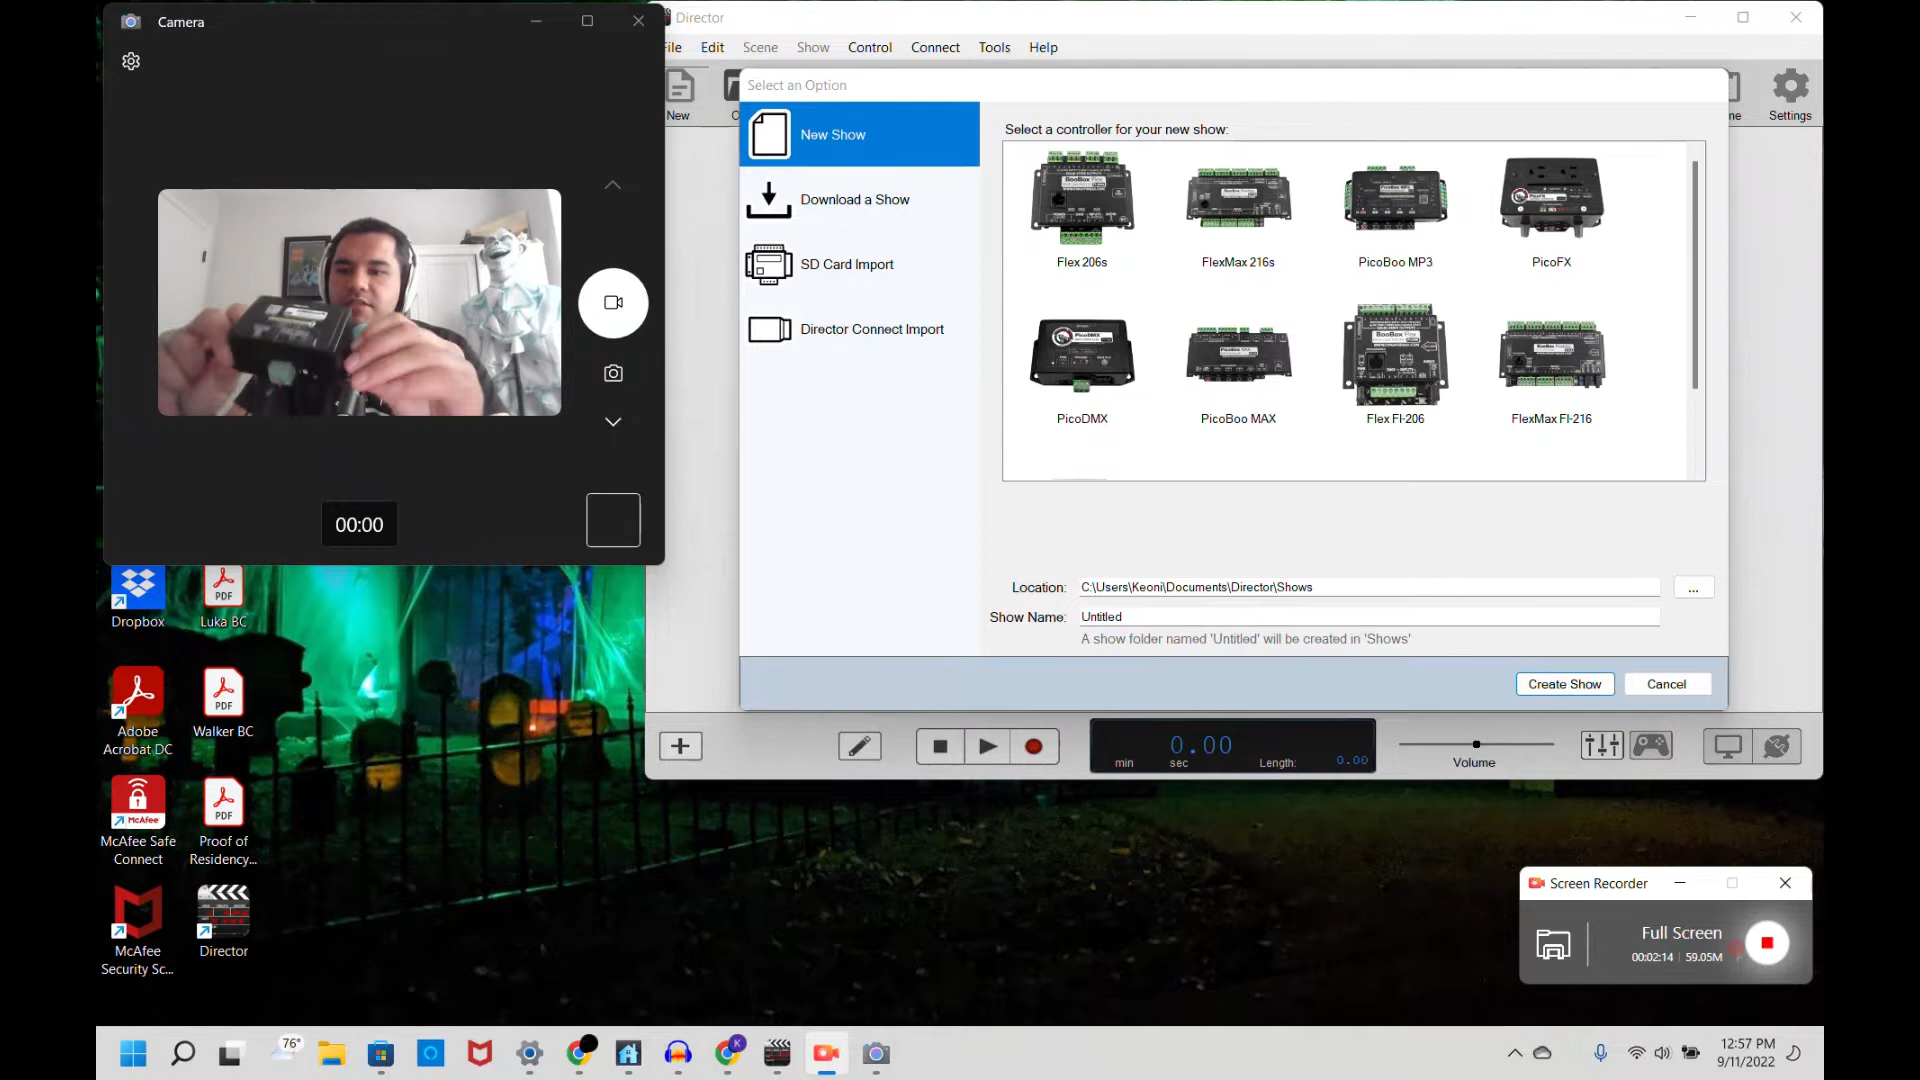 Camera
00:00
Director
File Edit Scene Show Control Connect Tools Help
New
Settings
Select an Option
New Show
Download a Show
SD Card Import
Director Connect Import
Select a controller for your new show:
Flex 206s
FlexMax 216s
PicoBoo MP3
PicoFX
PicoDMX
PicoBoo MAX
Flex FI-206
FlexMax FI-216
Location: C:\Users\Keoni\Documents\Director\Shows ...
Show Name: Untitled
A show folder named 'Untitled' will be created in 'Shows'
Create Show
Cancel
0.00
min sec Length: 0.00
Volume
Dropbox
Luka BC
Adobe
Acrobat DC
Walker BC
McAfee Safe
Connect
Proof of
Residency...
McAfee
Security Sc...
Director
Screen Recorder
Full Screen
00:02:14 | 59.05M
76°
12:57 PM
9/11/2022